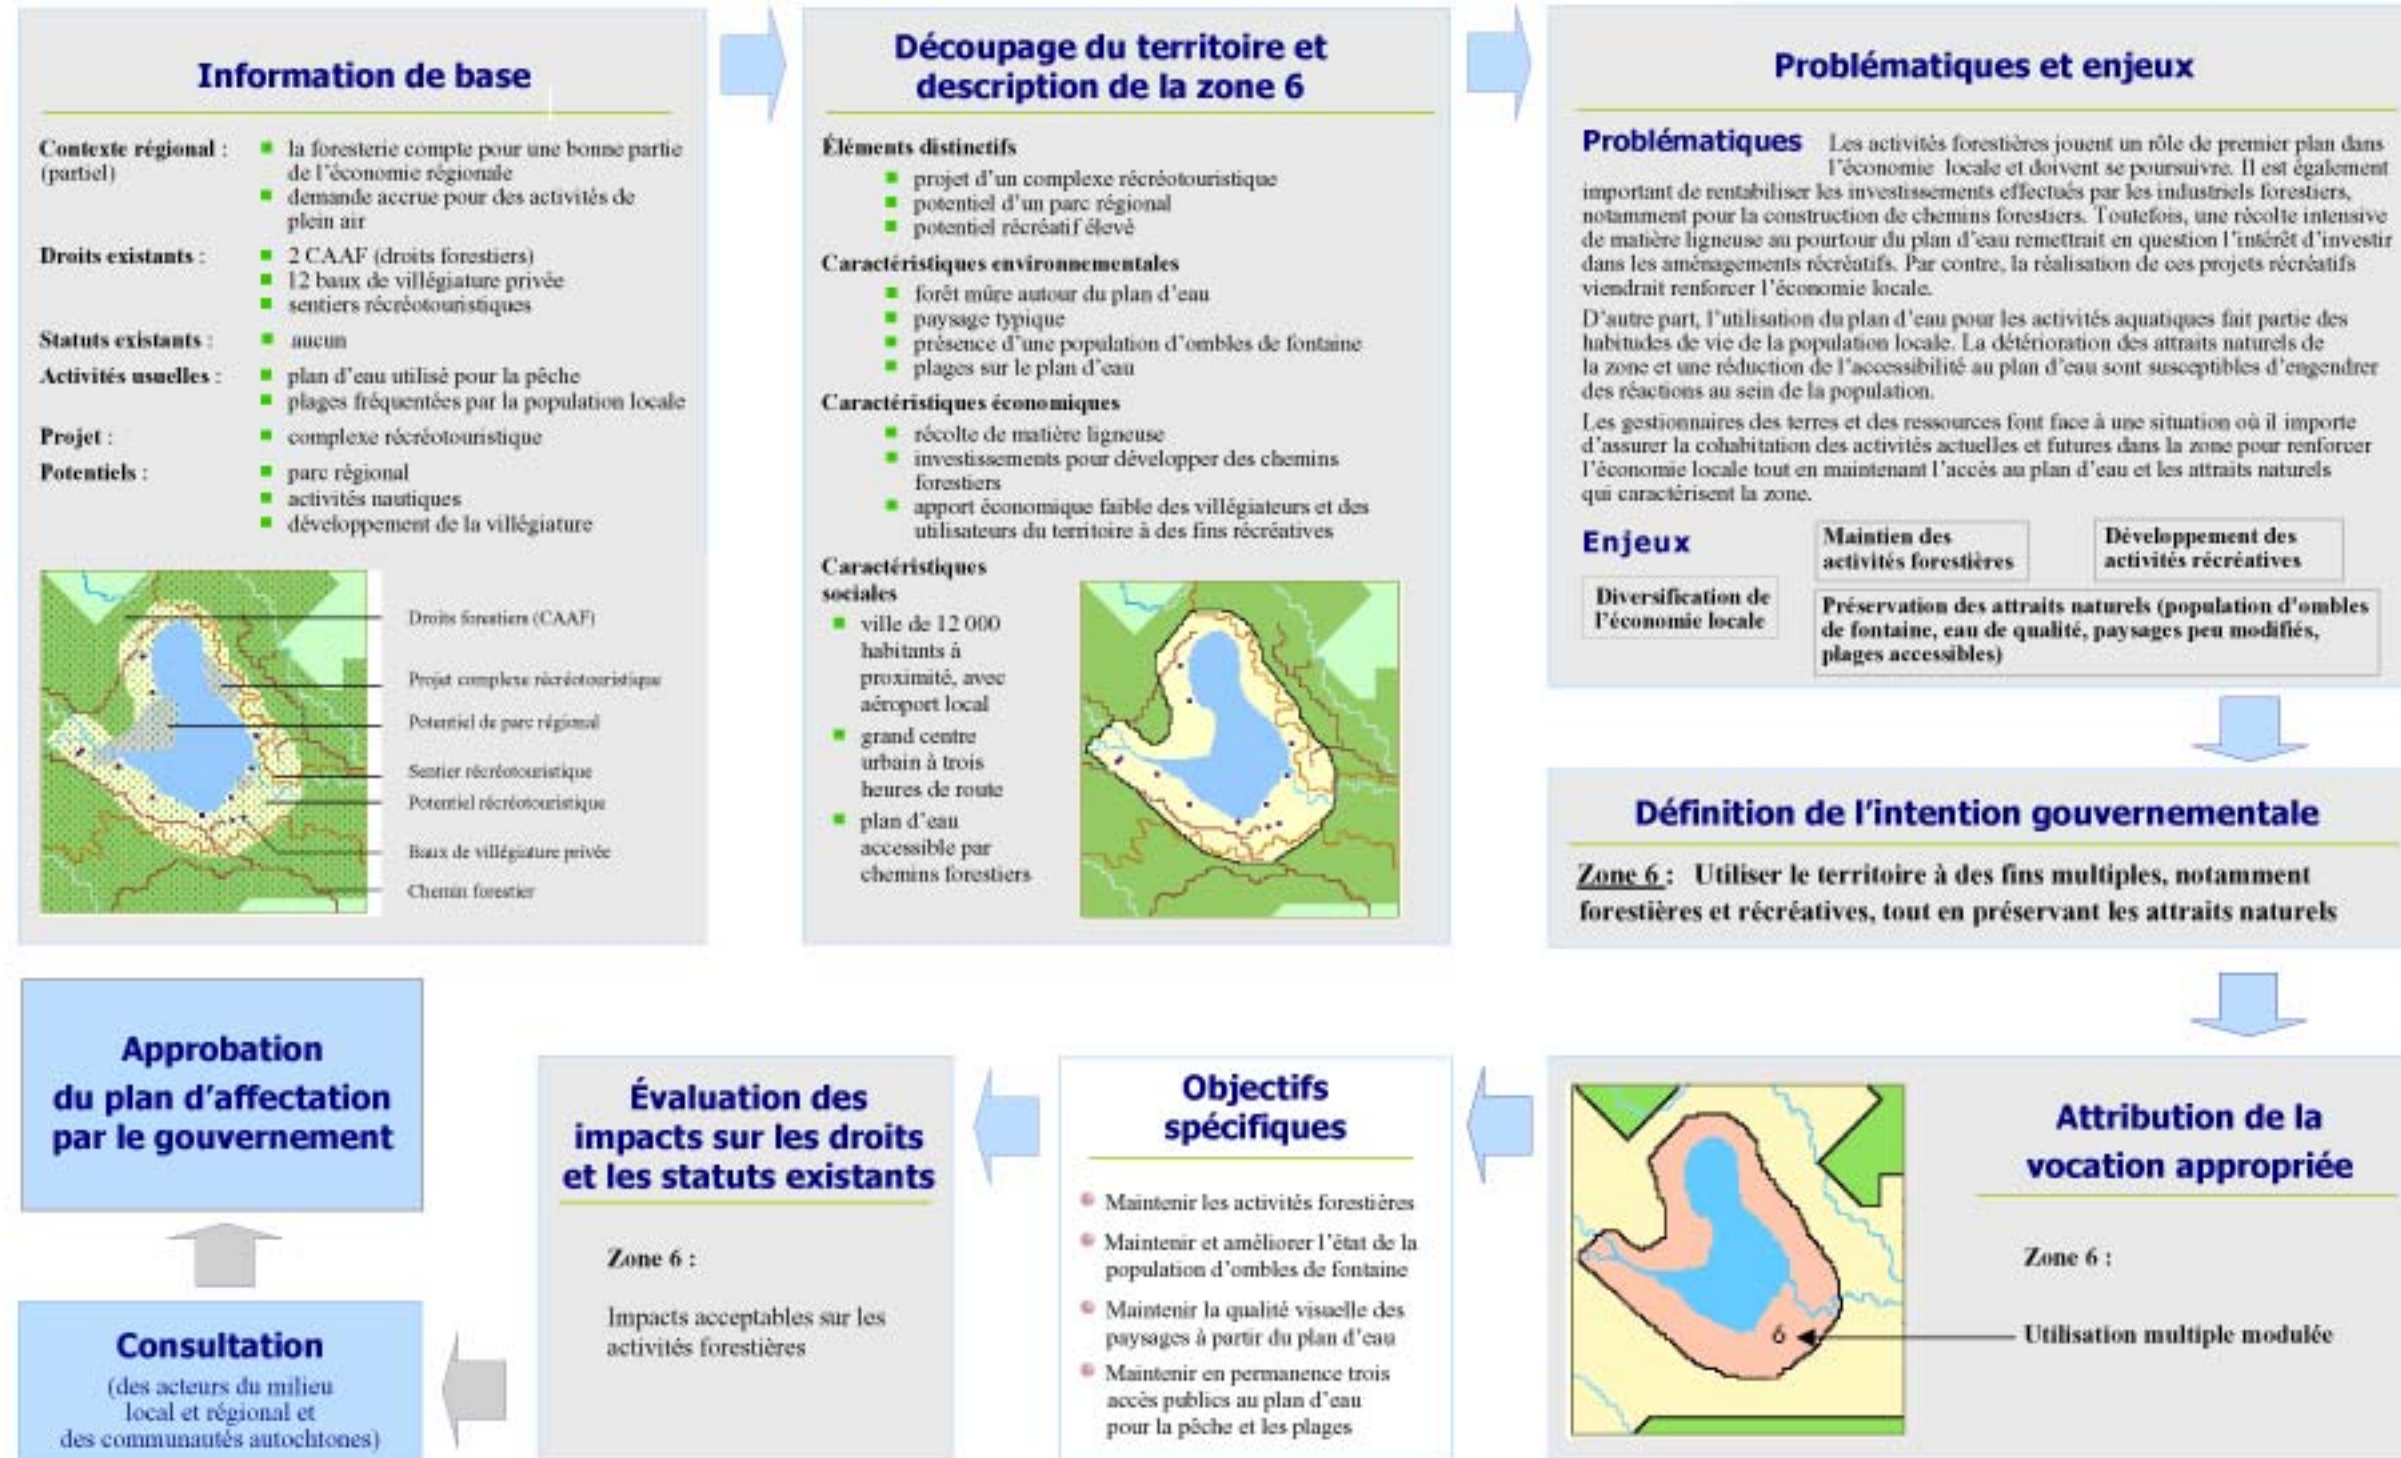 Information de base
Contexte régional :
(partiel)
la foresterie compte pour une bonne partie
de l'économie régionale
demande accrue pour des activités de
plein air
Droits existants :
2 CAAF (droits forestiers)
12 baux de villégiature privée
sentiers récréotouristiques
Statuts existants :
aucun
Activités usuelles :
plan d'eau utilisé pour la pêche
plages fréquentées par la population locale
Projet :
complexe récréotouristique
Potentiels :
parc régional
activités nautiques
développement de la villégiature
Droits forestiers (CAAF)
Projet complexe récréotouristique
Potentiel de parc régional
Sentier récréotouristique
Potentiel récréotouristique
Baux de villégiature privée
Chemin forestier
Découpage du territoire et
description de la zone 6
Éléments distinctifs
projet d'un complexe récréotouristique
potentiel d'un parc régional
potentiel récréatif élevé
Caractéristiques environnementales
forêt mûre autour du plan d'eau
paysage typique
présence d'une population d'ombles de fontaine
plages sur le plan d'eau
Caractéristiques économiques
récolte de matière ligneuse
investissements pour développer des chemins
forestiers
apport économique faible des villégiateurs et des
utilisateurs du territoire à des fins récréatives
Caractéristiques
sociales
ville de 12 000
habitants à
proximité, avec
aéroport local
grand centre
urbain à trois
heures de route
plan d'eau
accessible par
chemins forestiers
Problématiques et enjeux
Problématiques Les activités forestières jouent un rôle de premier plan dans
l'économie locale et doivent se poursuivre. Il est également
important de rentabiliser les investissements effectués par les industriels forestiers,
notamment pour la construction de chemins forestiers. Toutefois, une récolte intensive
de matière ligneuse au pourtour du plan d'eau remettrait en question l'intérêt d'investir
dans les aménagements récréatifs. Par contre, la réalisation de ces projets récréatifs
viendrait renforcer l'économie locale.
D'autre part, l'utilisation du plan d'eau pour les activités aquatiques fait partie des
habitudes de vie de la population locale. La détérioration des attraits naturels de
la zone et une réduction de l'accessibilité au plan d'eau sont susceptibles d'engendrer
des réactions au sein de la population.
Les gestionnaires des terres et des ressources font face à une situation où il importe
d'assurer la cohabitation des activités actuelles et futures dans la zone pour renforcer
l'économie locale tout en maintenant l'accès au plan d'eau et les attraits naturels
qui caractérisent la zone.
Enjeux
Maintien des
activités forestières
Développement des
activités récréatives
Diversification de
l'économie locale
Préservation des attraits naturels (population d'ombles
de fontaine, eau de qualité, paysages peu modifiés,
plages accessibles)
Définition de l'intention gouvernementale
Zone 6 : Utiliser le territoire à des fins multiples, notamment
forestières et récréatives, tout en préservant les attraits naturels
Attribution de la
vocation appropriée
Zone 6 :
Utilisation multiple modulée
6
Objectifs
spécifiques
Maintenir les activités forestières
Maintenir et améliorer l'état de la
population d'ombles de fontaine
Maintenir la qualité visuelle des
paysages à partir du plan d'eau
Maintenir en permanence trois
accès publics au plan d'eau
pour la pêche et les plages
Évaluation des
impacts sur les droits
et les statuts existants
Zone 6 :
Impacts acceptables sur les
activités forestières
Consultation
(des acteurs du milieu
local et régional et
des communautés autochtones)
Approbation
du plan d'affectation
par le gouvernement